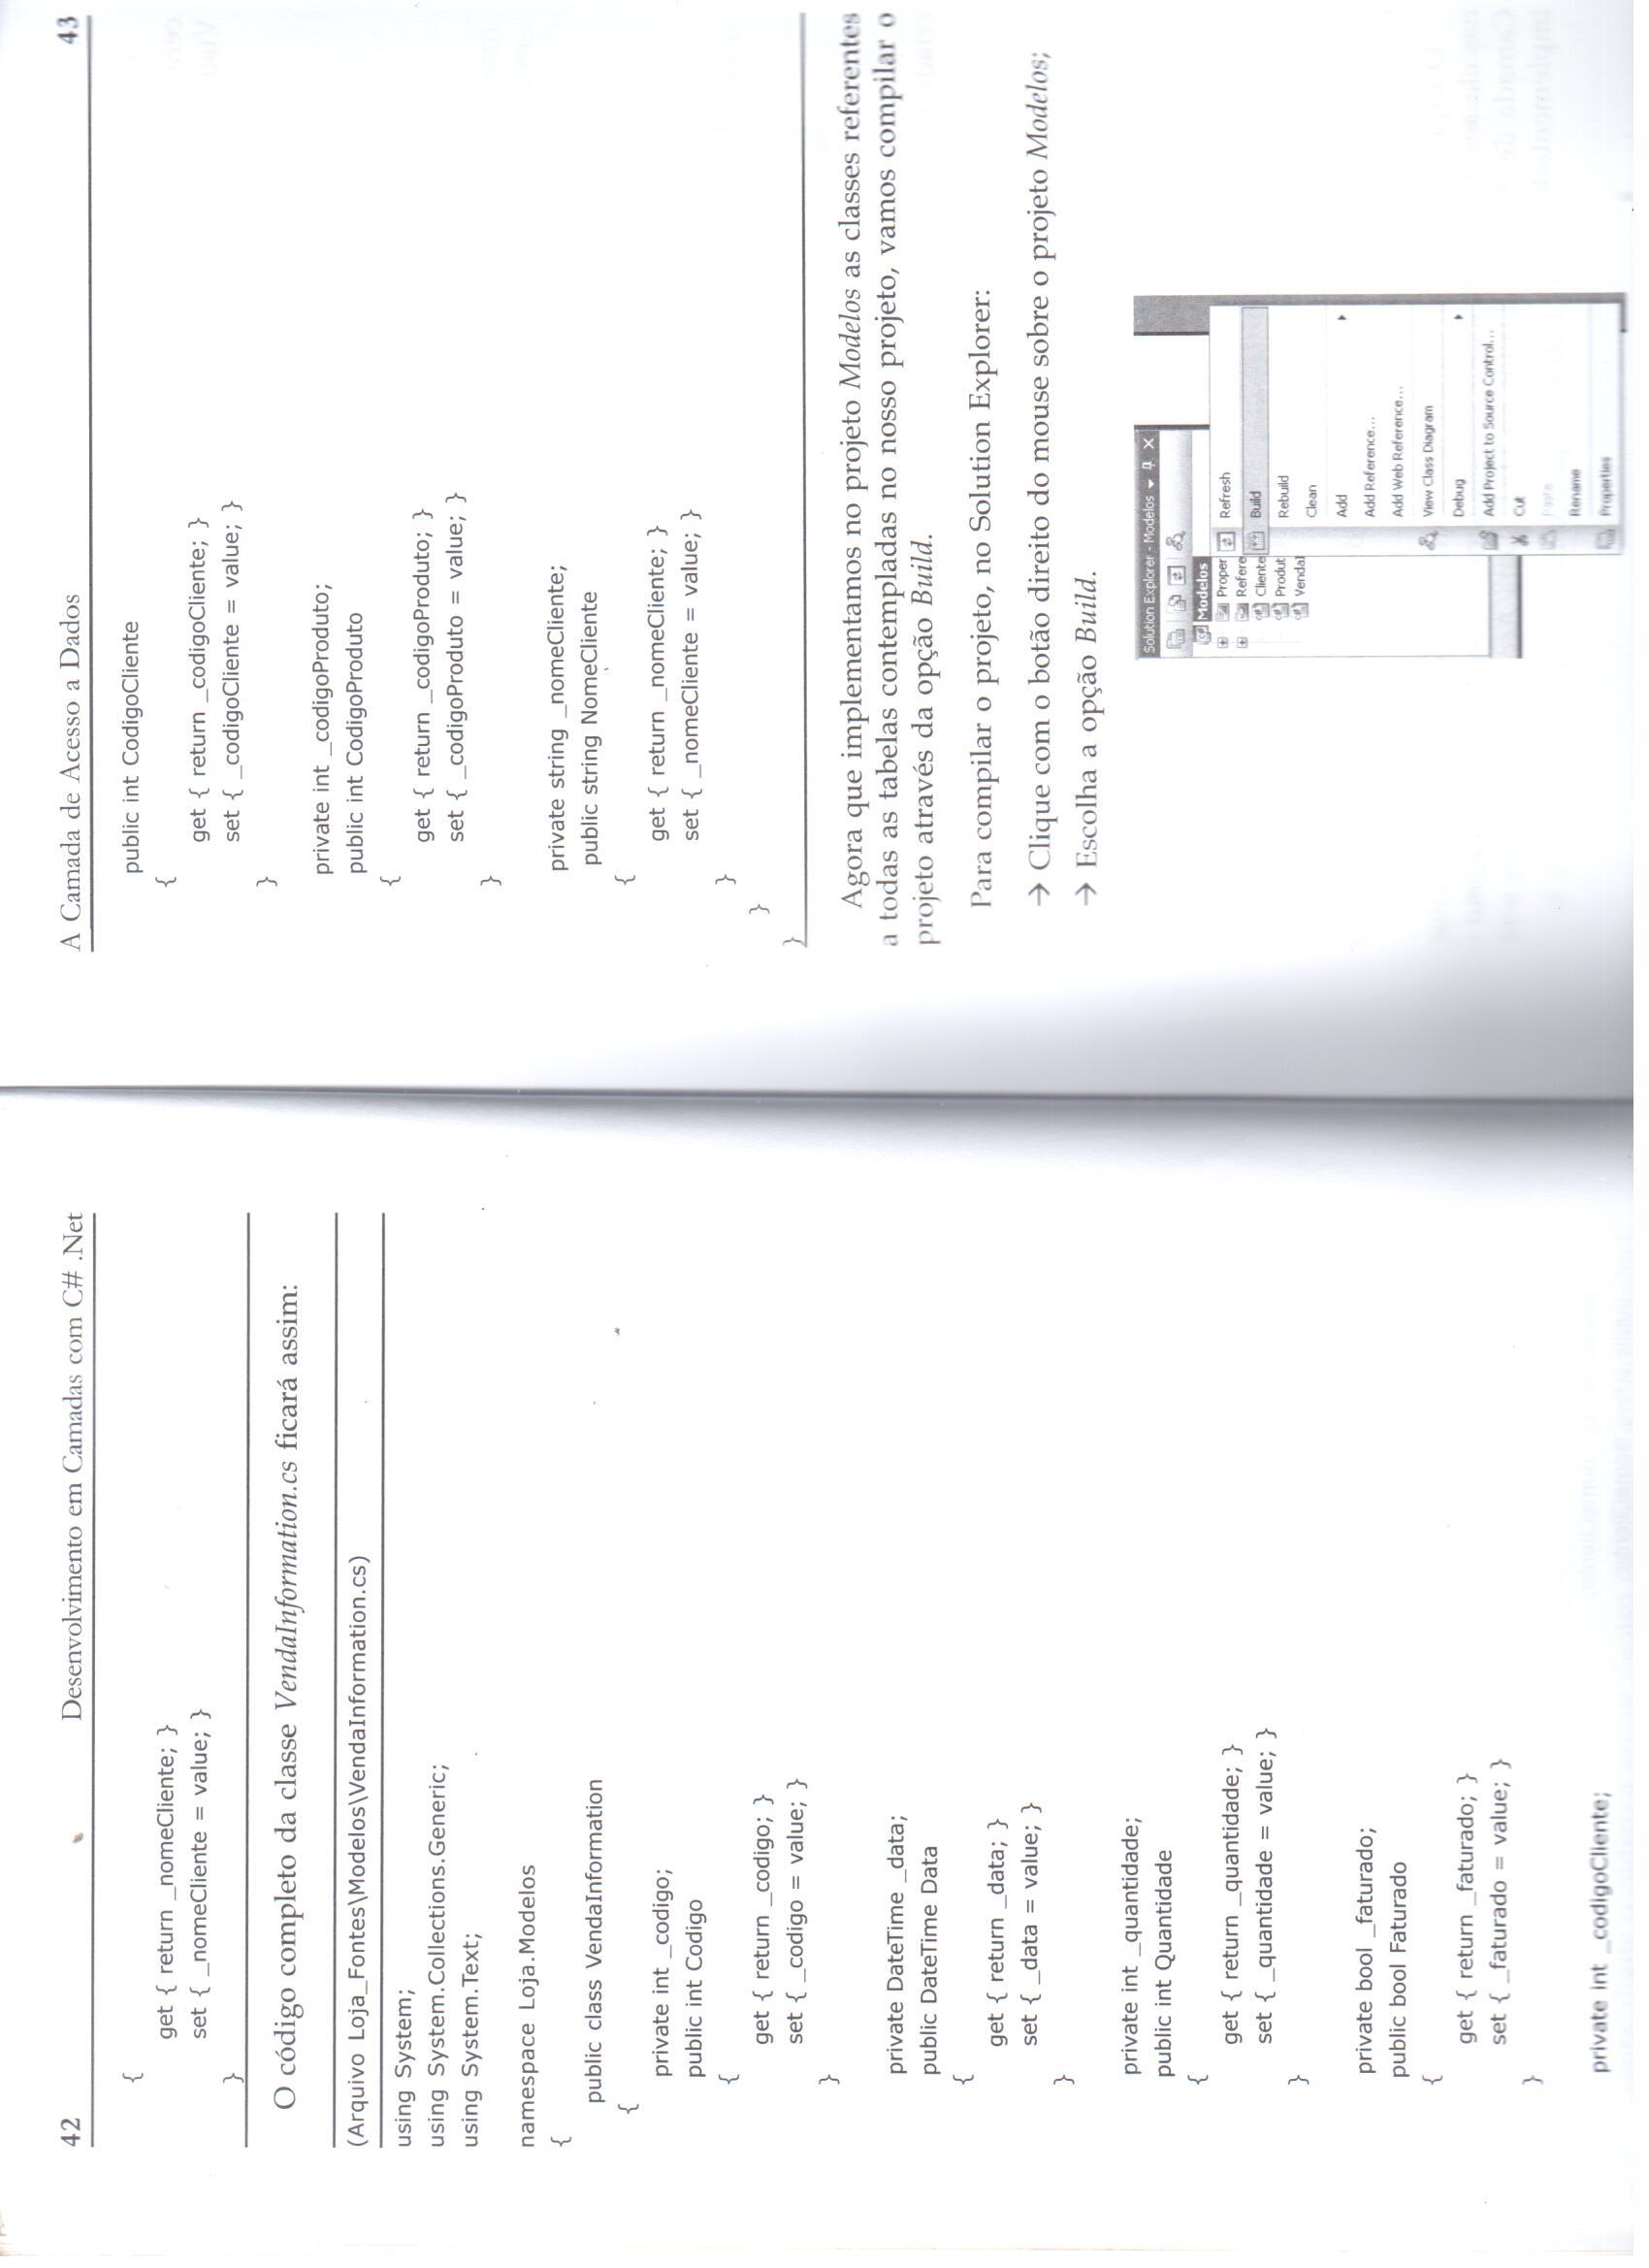 42
Desenvolvimento em Camadas com C# .Net
{
get { return _nomeCliente; }
set { _nomeCliente = value; }
}
O código completo da classe VendaInformation.cs ficará assim:
(Arquivo Loja_Fontes\Modelos\VendaInformation.cs)
using System;
using System.Collections.Generic;
using System.Text;
namespace Loja.Modelos
{
public class VendaInformation
{
private int _codigo;
public int Codigo
{
get { return _codigo; }
set { _codigo = value; }
}
private DateTime _data;
public DateTime Data
{
get { return _data; }
set { _data = value; }
}
private int _quantidade;
public int Quantidade
{
get { return _quantidade; }
set { _quantidade = value; }
}
private bool _faturado;
public bool Faturado
{
get { return _faturado; }
set { _faturado = value; }
}
private int _codigoCliente;
A Camada de Acesso a Dados
43
public int CodigoCliente
{
get { return _codigoCliente; }
set { _codigoCliente = value; }
}
private int _codigoProduto;
public int CodigoProduto
{
get { return _codigoProduto; }
set { _codigoProduto = value; }
}
private string _nomeCliente;
public string NomeCliente
{
get { return _nomeCliente; }
set { _nomeCliente = value; }
}
}
}
Agora que implementamos no projeto Modelos as classes referentes
a todas as tabelas contempladas no nosso projeto, vamos compilar o
projeto através da opção Build.
Para compilar o projeto, no Solution Explorer:
→ Clique com o botão direito do mouse sobre o projeto Modelos;
→ Escolha a opção Build.
Solution Explorer - Modelos
Modelos
Proper
Refere
Cliente
Produt
VendaI
Refresh
Build
Rebuild
Clean
Add
Add Reference...
Add Web Reference...
View Class Diagram
Debug
Add Project to Source Control...
Cut
Paste
Rename
Properties